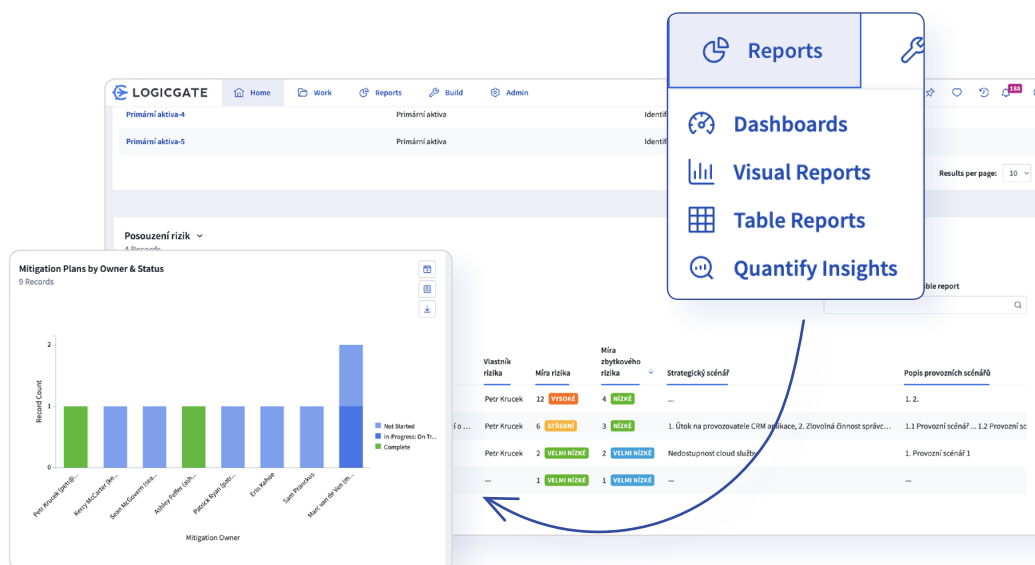 Reports
Dashboards
Visual Reports
Table Reports
Quantify Insights
LOGICGATE
Home
Work
Reports
Build
Admin
188
Primární aktiva-4 Primární aktiva
Primární aktiva-5 Primární aktiva
Results per page: 10
Posouzení rizik
4 Records
Mitigation Plans by Owner & Status
9 Records
Record Count
2
1
0
Not Started
In-Progress: On Tr...
Complete
Petr Krucek (petr@...
Kerry McCarter (ke...
Sean McGovern (sea...
Ashley Feffer (ash...
Patrick Ryan (patr...
Erin Kehoe
Sam Pranckus
Marc van de Ven (m...
Mitigation Owner
Vlastník rizika
Míra rizika
Míra zbytkového rizika
Strategický scénář
Popis provozních scénářů
Petr Krucek 12 VYSOKÉ 4 NÍZKÉ ... 1. 2.
Petr Krucek 6 STŘEDNÍ 3 NÍZKÉ 1. Útok na provozovatele CRM aplikace, 2. Zlovolná činnost správc... 1.1 Provozní scénář ... 1.2 Provozní sc
Petr Krucek 2 VELMI NÍZKÉ 2 VELMI NÍZKÉ Nedostupnost cloud služby 1. Provozní scénář 1
— 1 VELMI NÍZKÉ 1 VELMI NÍZKÉ — —